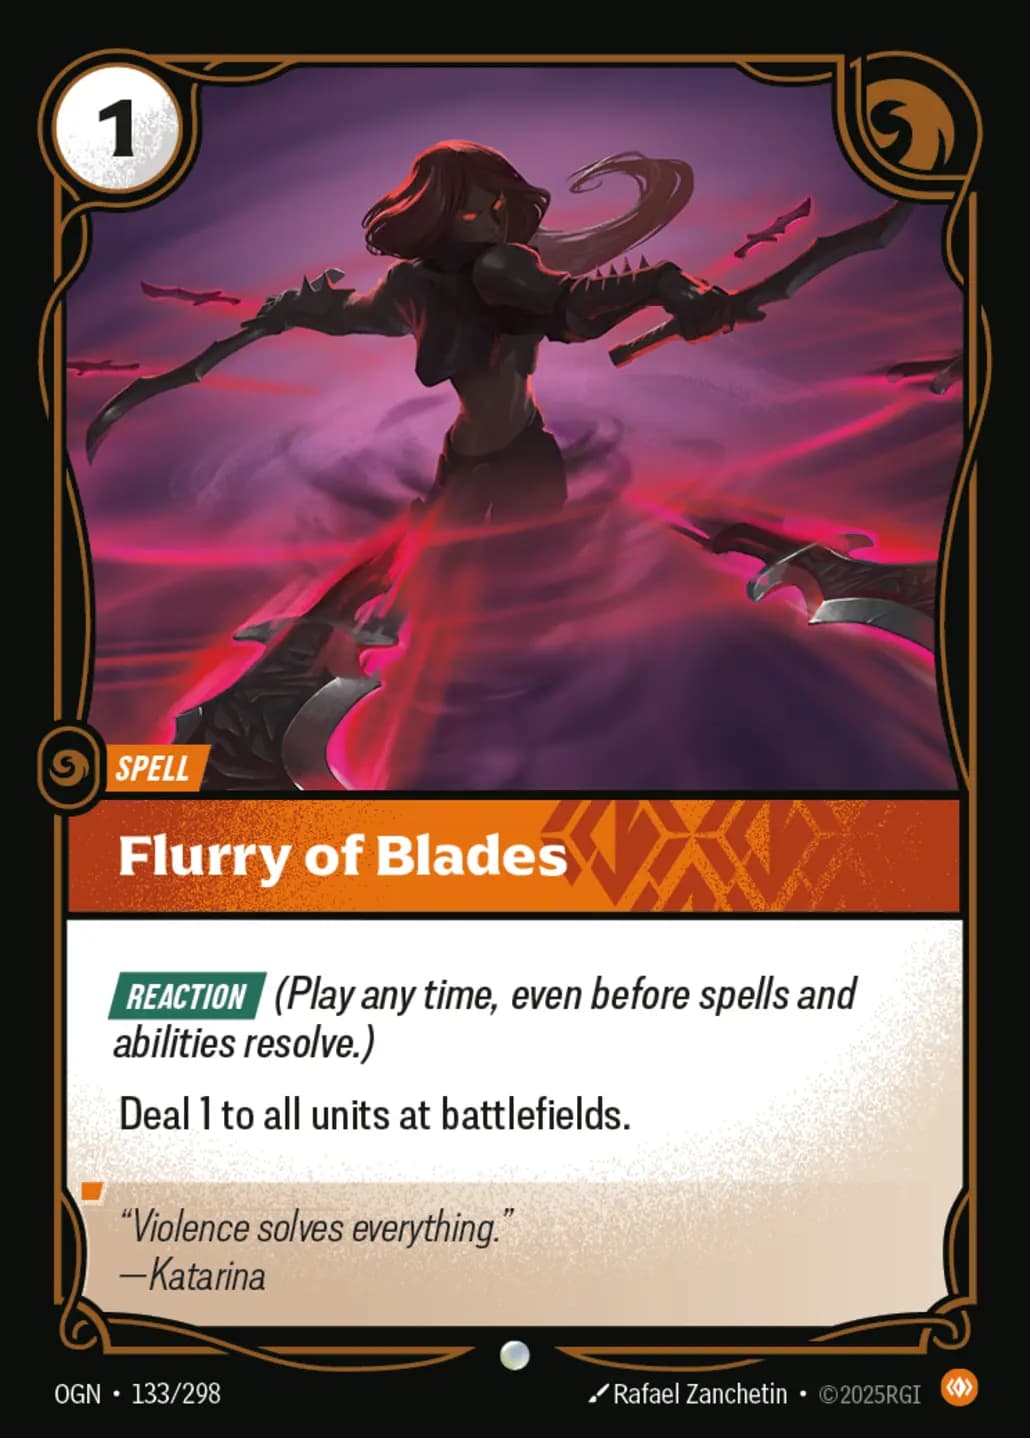 1
SPELL
Flurry of Blades
REACTION (Play any time, even before spells and
abilities resolve.)
Deal 1 to all units at battlefields.
“Violence solves everything.”
—Katarina
OGN • 133/298
Rafael Zanchetin • ©2025RGI